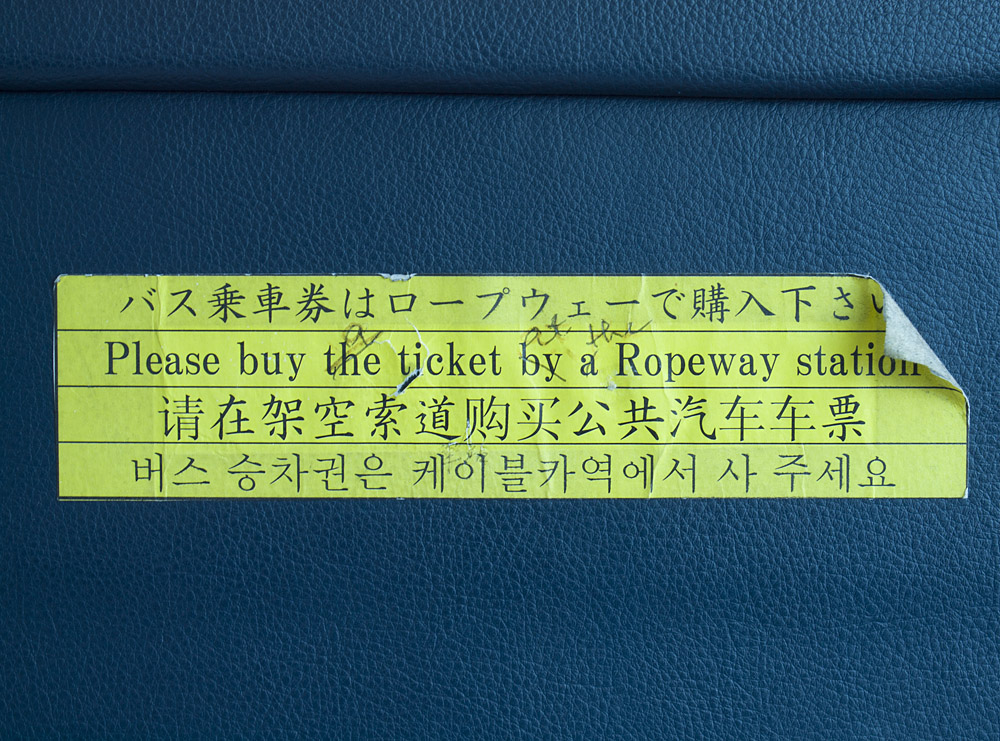 バス乗車券はロープウェーで購入下さい
a at the
Please buy the ticket by a Ropeway station
请在架空索道购买公共汽车车票
버스 승차권은 케이블카역에서 사 주세요